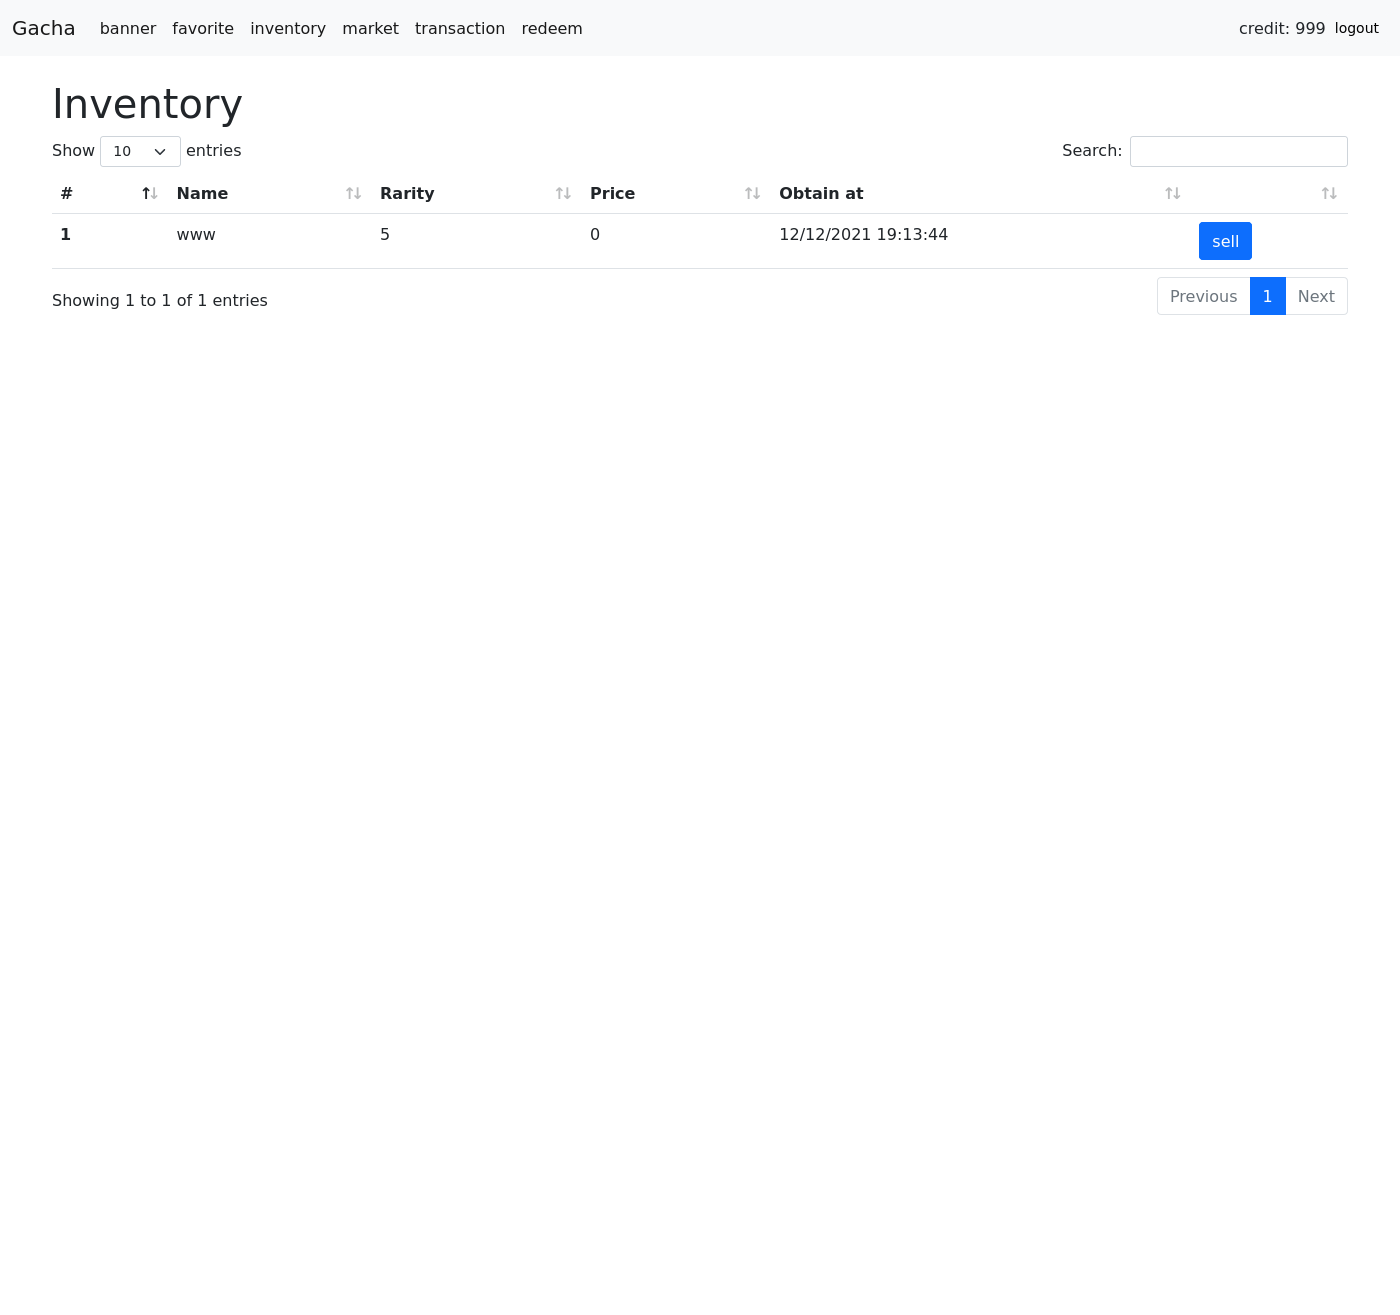 Gacha banner favorite inventory market transaction redeem credit: 999 logout
Inventory
Show 10 entries Search:
# Name Rarity Price Obtain at
1 www 5 0 12/12/2021 19:13:44 sell
Showing 1 to 1 of 1 entries Previous 1 Next